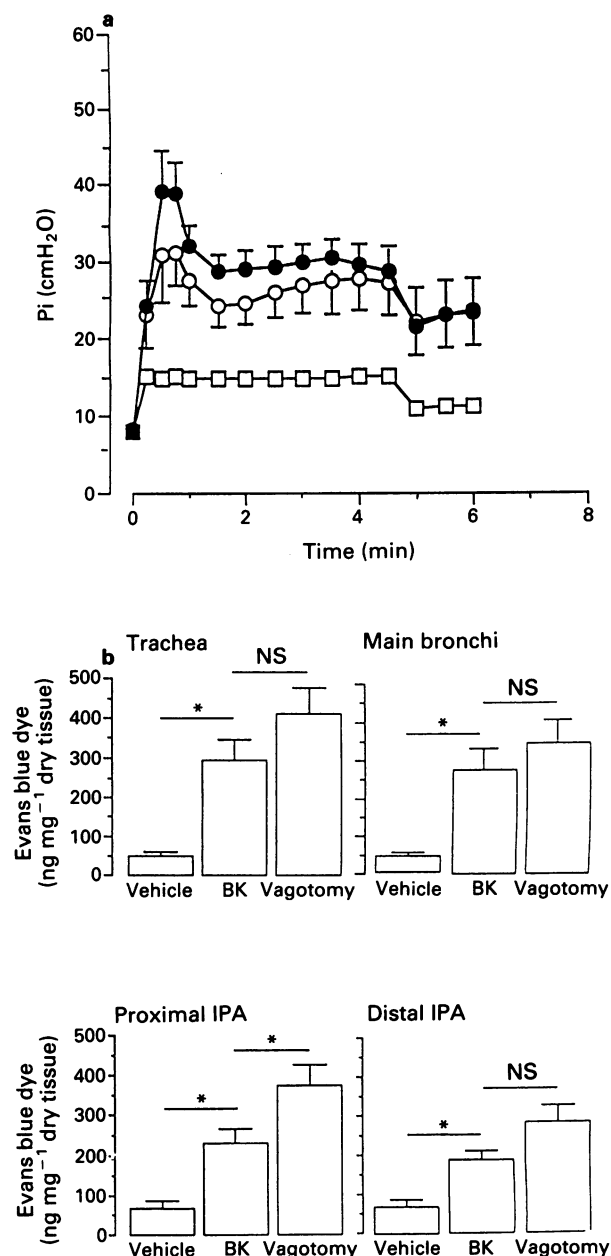 a
60
50
40
30
20
10
0
Pi (cmH₂O)
0 2 4 6 8
Time (min)
b
Trachea
NS
*
500
400
300
200
100
0
Evans blue dye
(ng mg⁻¹ dry tissue)
Vehicle BK Vagotomy
Main bronchi
NS
*
Vehicle BK Vagotomy
Proximal IPA
*
*
500
400
300
200
100
0
Evans blue dye
(ng mg⁻¹ dry tissue)
Vehicle BK Vagotomy
Distal IPA
NS
*
Vehicle BK Vagotomy